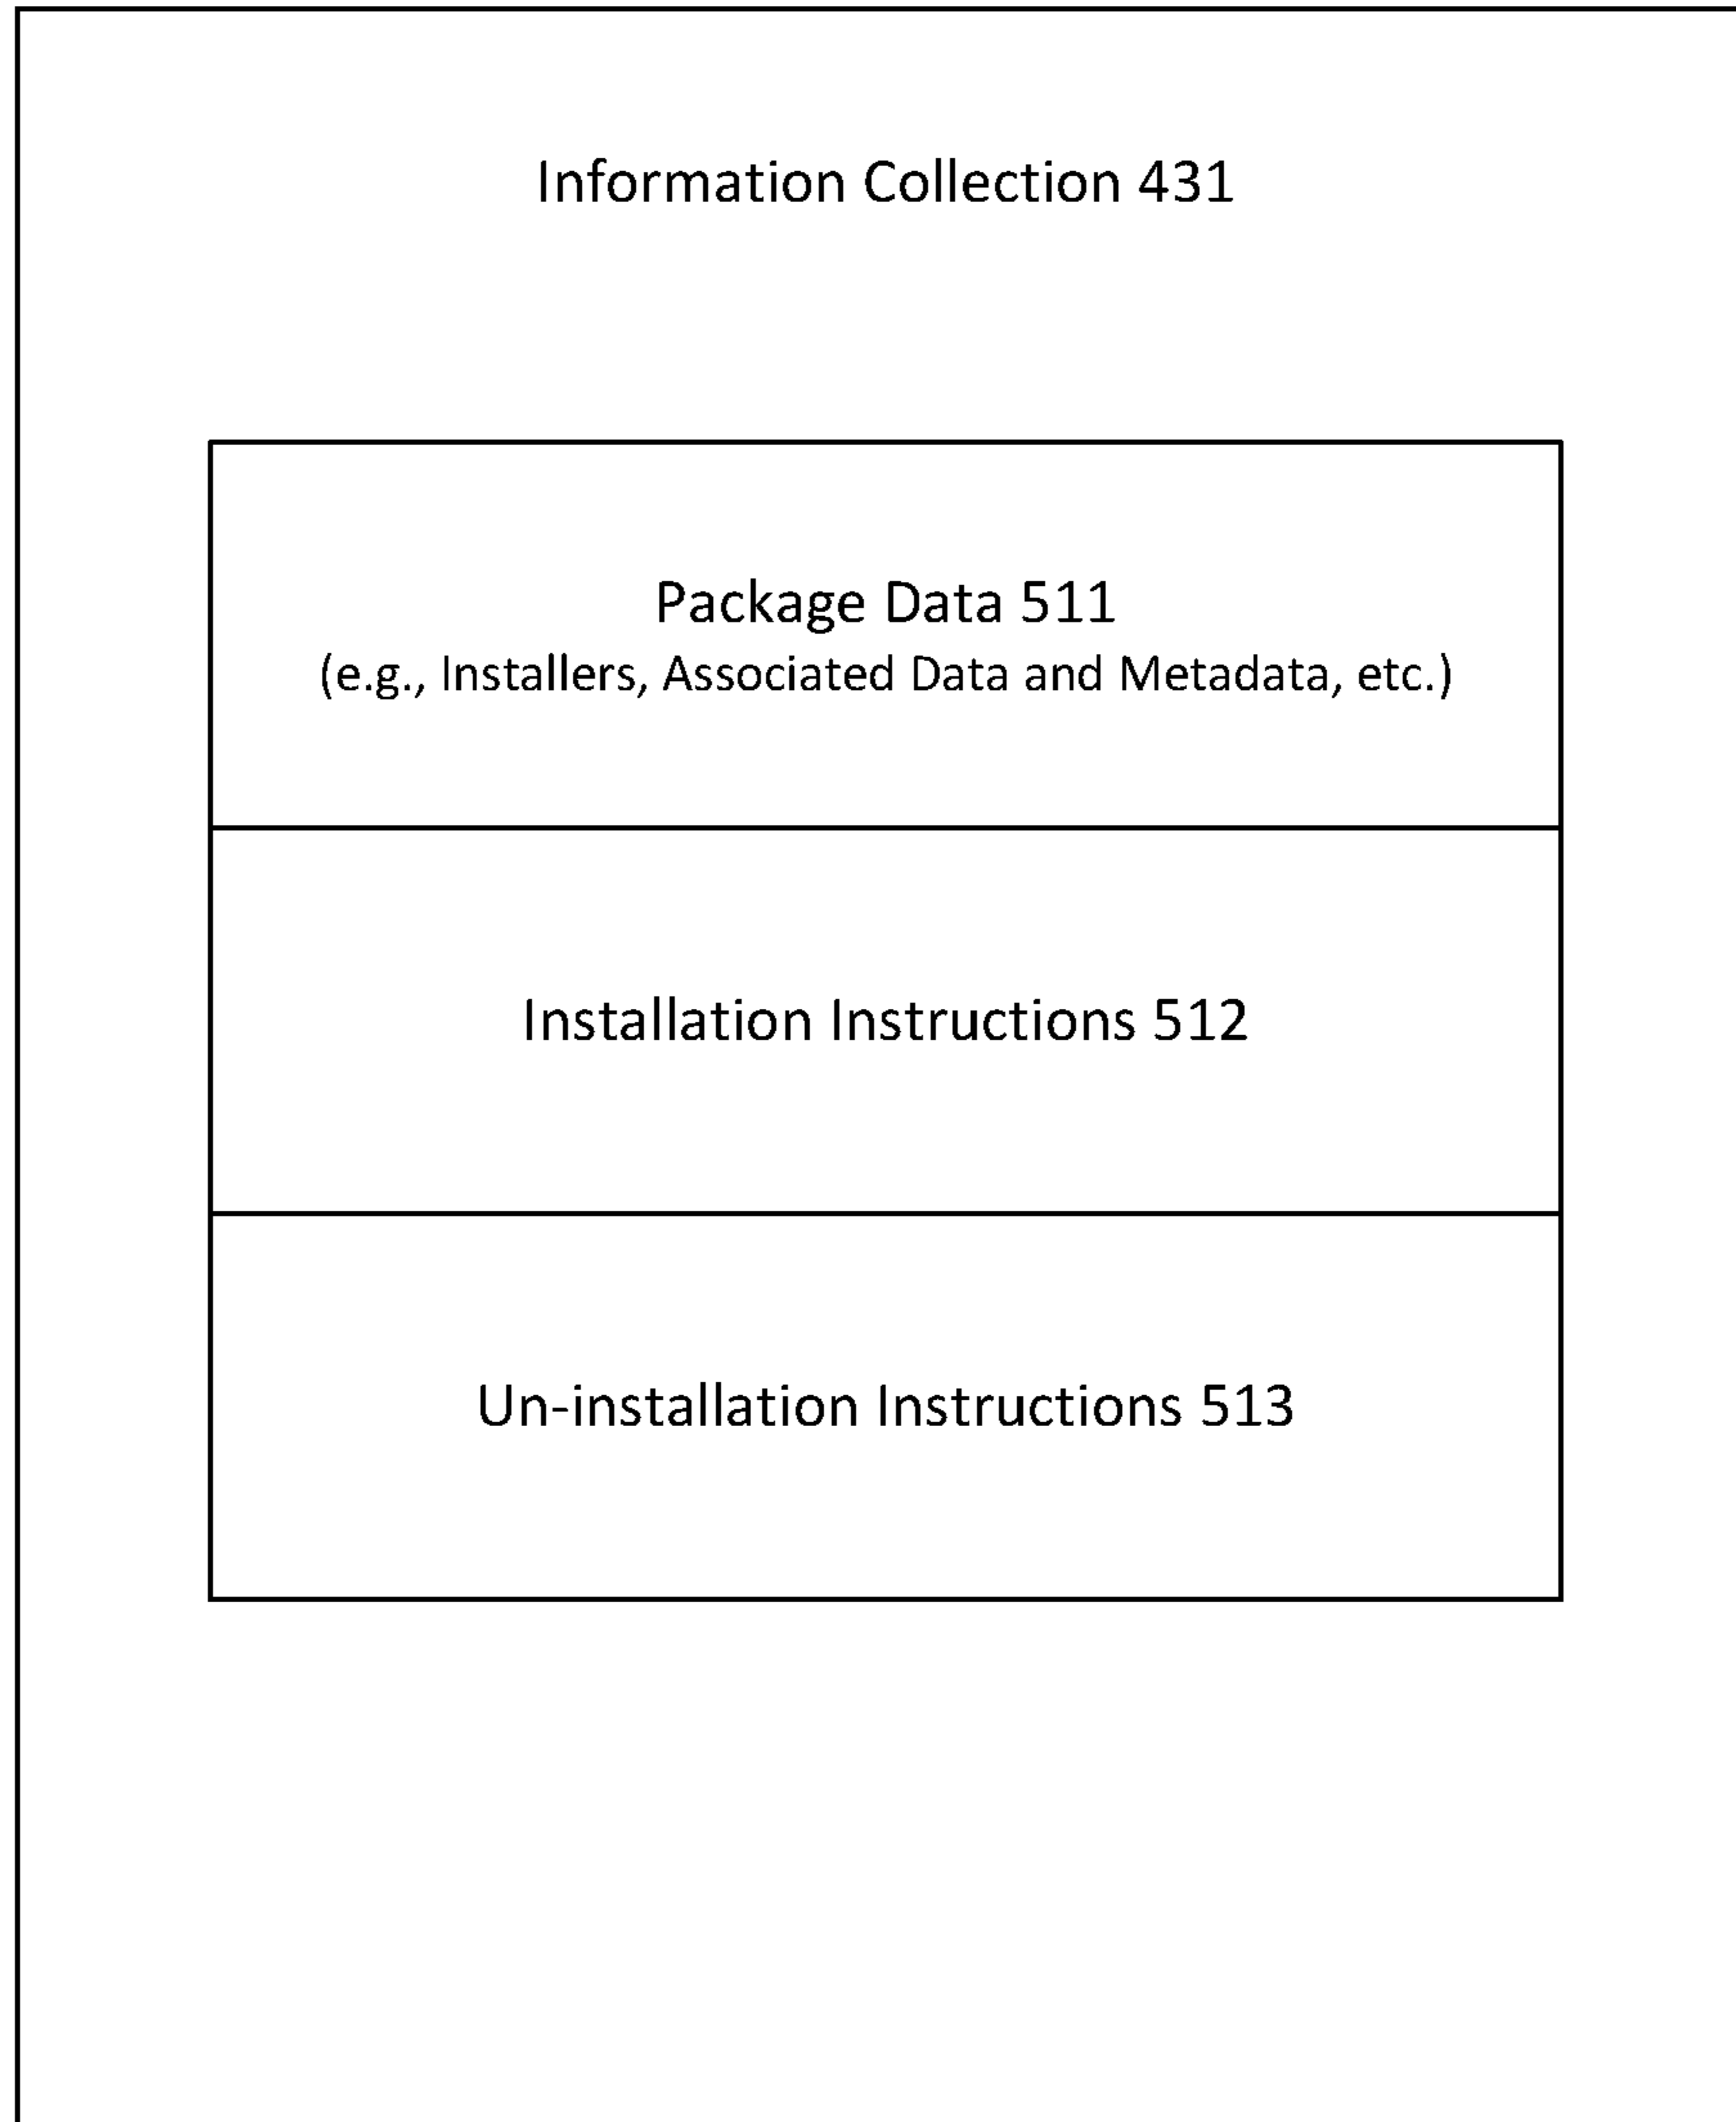 Information Collection 431
Package Data 511
(e.g., Installers, Associated Data and Metadata, etc.)
Installation Instructions 512
Un-installation Instructions 513